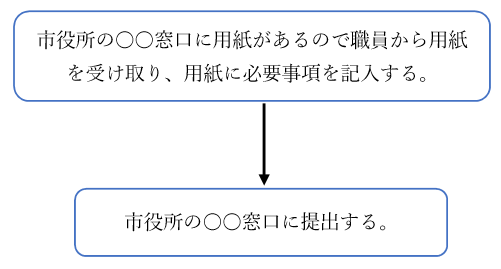 市役所の〇〇窓口に用紙があるので職員から用紙
を受け取り、用紙に必要事項を記入する。
市役所の〇〇窓口に提出する。